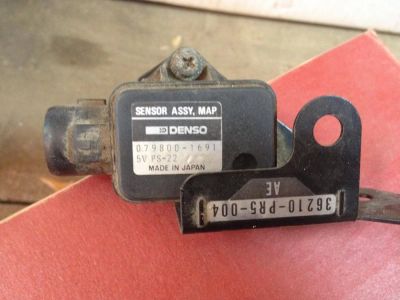 SENSOR ASSY, MAP
DENSO
079800-1691
5V PS-22
MADE IN JAPAN
36210-PR5-004
AE